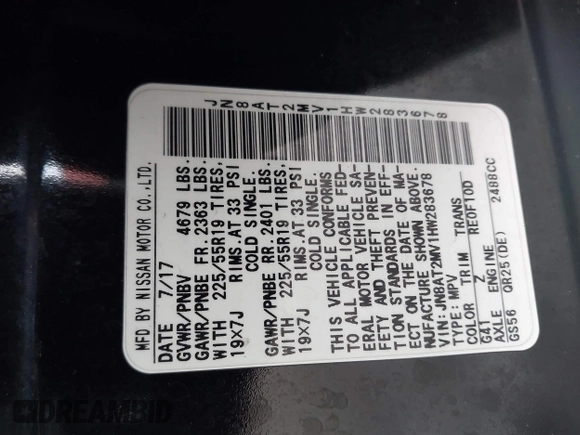 JN8AT2MV1HW283678
MFD BY NISSAN MOTOR CO.,LTD.
7/17
GVWR/PNBV 4679 LBS.
GAWR/PNBE FR.2363 LBS.
WITH 225/55R19 TIRES,
19X7J RIMS.AT 33 PSI
COLD SINGLE.
GAWR/PNBE RR.2401 LBS.
WITH 225/55R19 TIRES,
19X7J RIMS.AT 33 PSI
COLD SINGLE.
THIS VEHICLE CONFORMS
TO ALL APPLICABLE FED-
ERAL MOTOR VEHICLE SA-
FETY AND THEFT PREVEN-
TION STANDARDS IN EFF-
ECT ON THE DATE OF MA-
NUFACTURE SHOWN ABOVE.
VIN:JN8AT2MV1HW283678
TYPE:MPV
COLOR TRIM TRANS
G41 Z RE0F10D
AXLE ENGINE
GS56 QR25(DE) 2488CC
DREAMBID